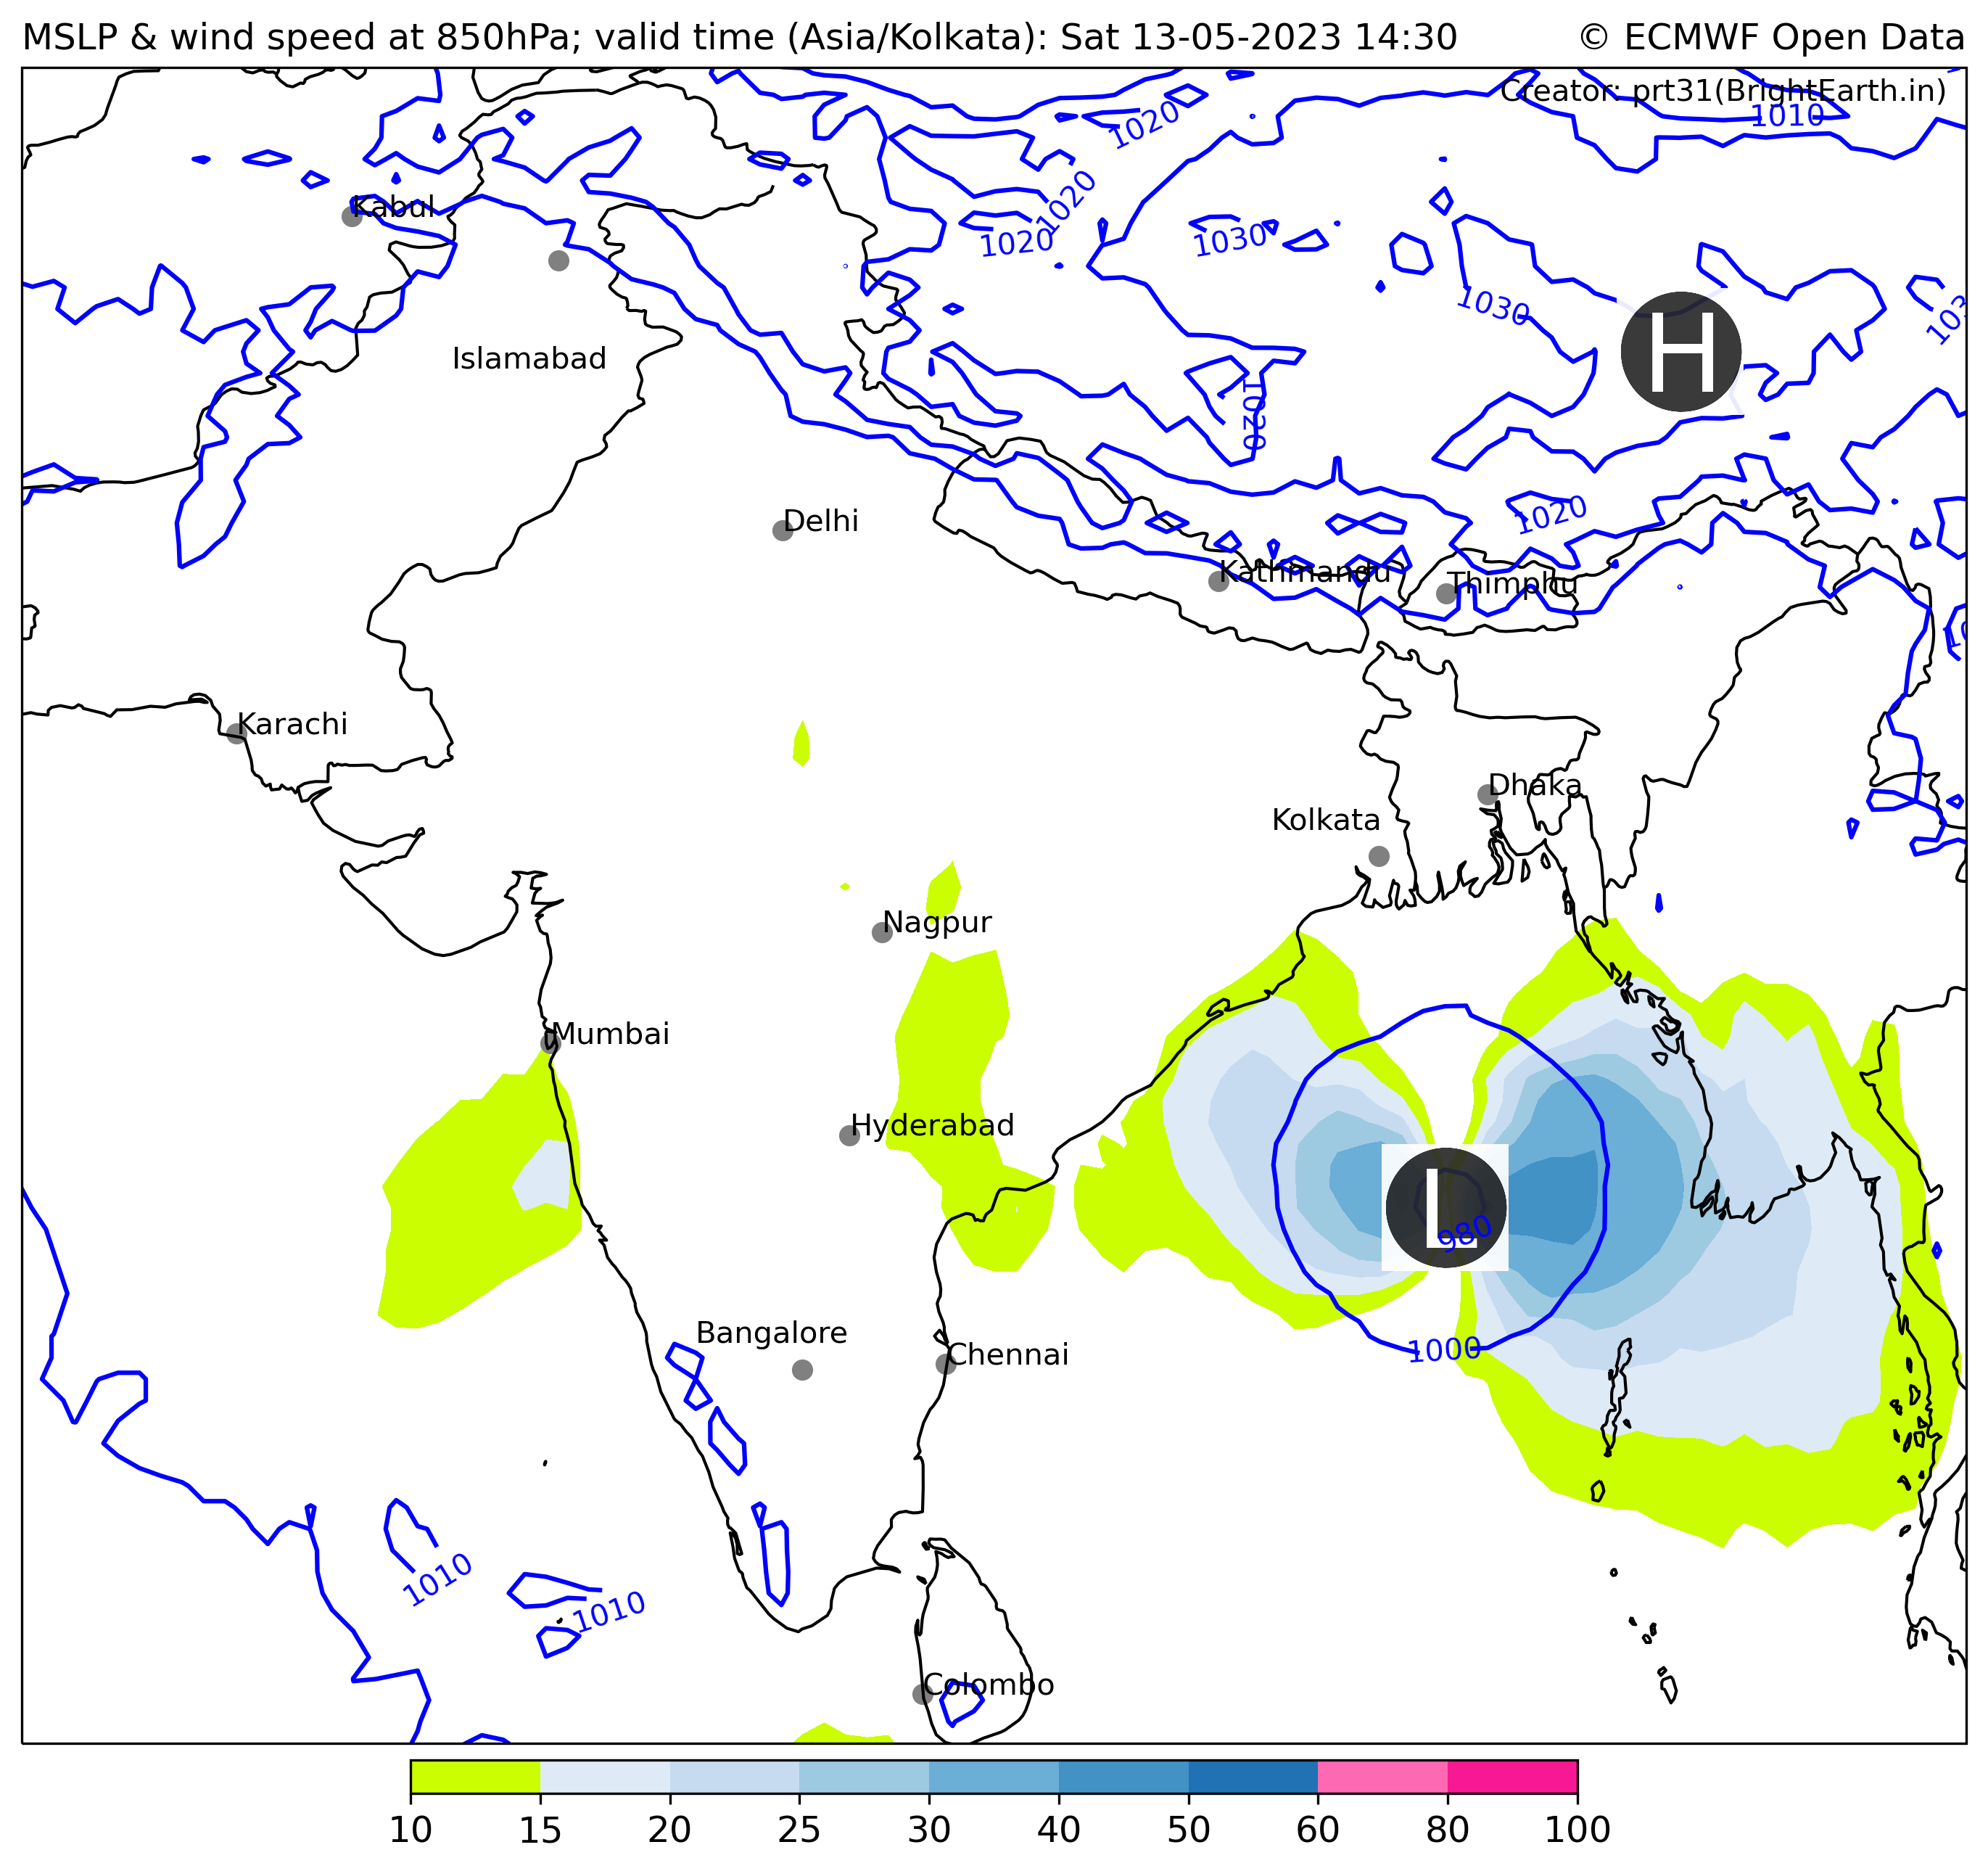 MSLP & wind speed at 850hPa; valid time (Asia/Kolkata): Sat 13-05-2023 14:30
© ECMWF Open Data
Creator: prt31(BrightEarth.in)
1020
1010
1020
Kabul
1020
1030
1030
H
Islamabad
1020
Delhi
1020
Kathmandu
Thimphu
Karachi
Dhaka
Kolkata
Nagpur
Mumbai
Hyderabad
L
980
Bangalore
Chennai
1000
1010
1010
Colombo
10 15 20 25 30 40 50 60 80 100